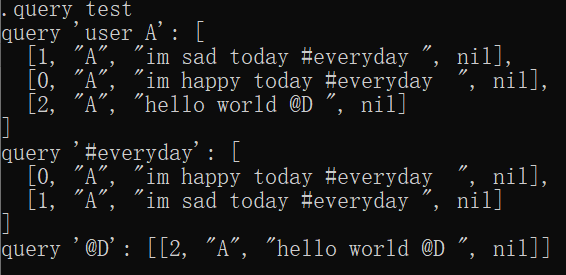 .query test
query 'user A': [
  [1, "A", "im sad today #everyday ", nil],
  [0, "A", "im happy today #everyday  ", nil],
  [2, "A", "hello world @D ", nil]
]
query '#everyday': [
  [0, "A", "im happy today #everyday  ", nil],
  [1, "A", "im sad today #everyday ", nil]
]
query '@D': [[2, "A", "hello world @D ", nil]]